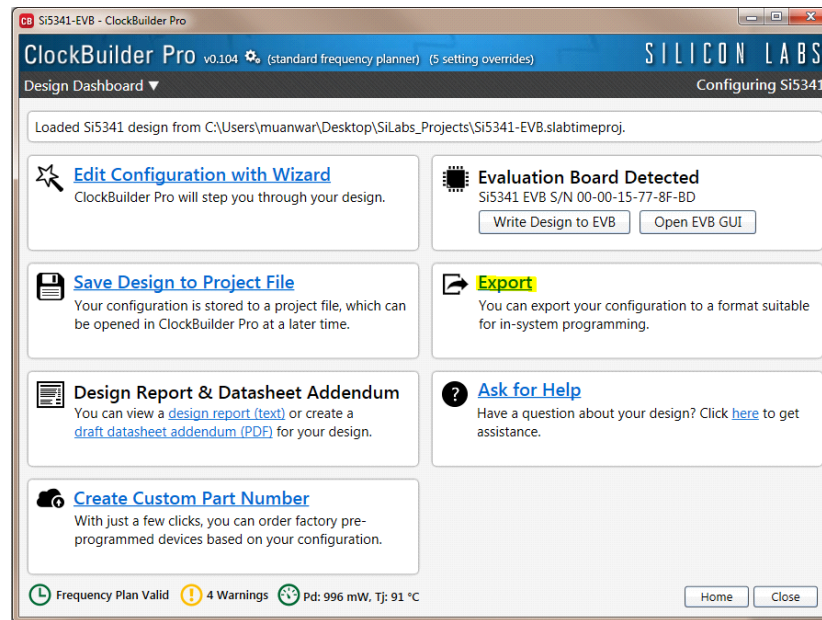 CB Si5341-EVB - ClockBuilder Pro
ClockBuilder Pro v0.104 (standard frequency planner) (5 setting overrides) SILICON LABS
Design Dashboard ▼ Configuring Si5341
Loaded Si5341 design from C:\Users\muanwar\Desktop\SiLabs_Projects\Si5341-EVB.slabtimeproj.
Edit Configuration with Wizard
ClockBuilder Pro will step you through your design.
Evaluation Board Detected
Si5341 EVB S/N 00-00-15-77-8F-BD
Write Design to EVB Open EVB GUI
Save Design to Project File
Your configuration is stored to a project file, which can
be opened in ClockBuilder Pro at a later time.
Export
You can export your configuration to a format suitable
for in-system programming.
Design Report & Datasheet Addendum
You can view a design report (text) or create a
draft datasheet addendum (PDF) for your design.
Ask for Help
Have a question about your design? Click here to get
assistance.
Create Custom Part Number
With just a few clicks, you can order factory pre-
programmed devices based on your configuration.
Frequency Plan Valid 4 Warnings Pd: 996 mW, Tj: 91 °C
Home Close